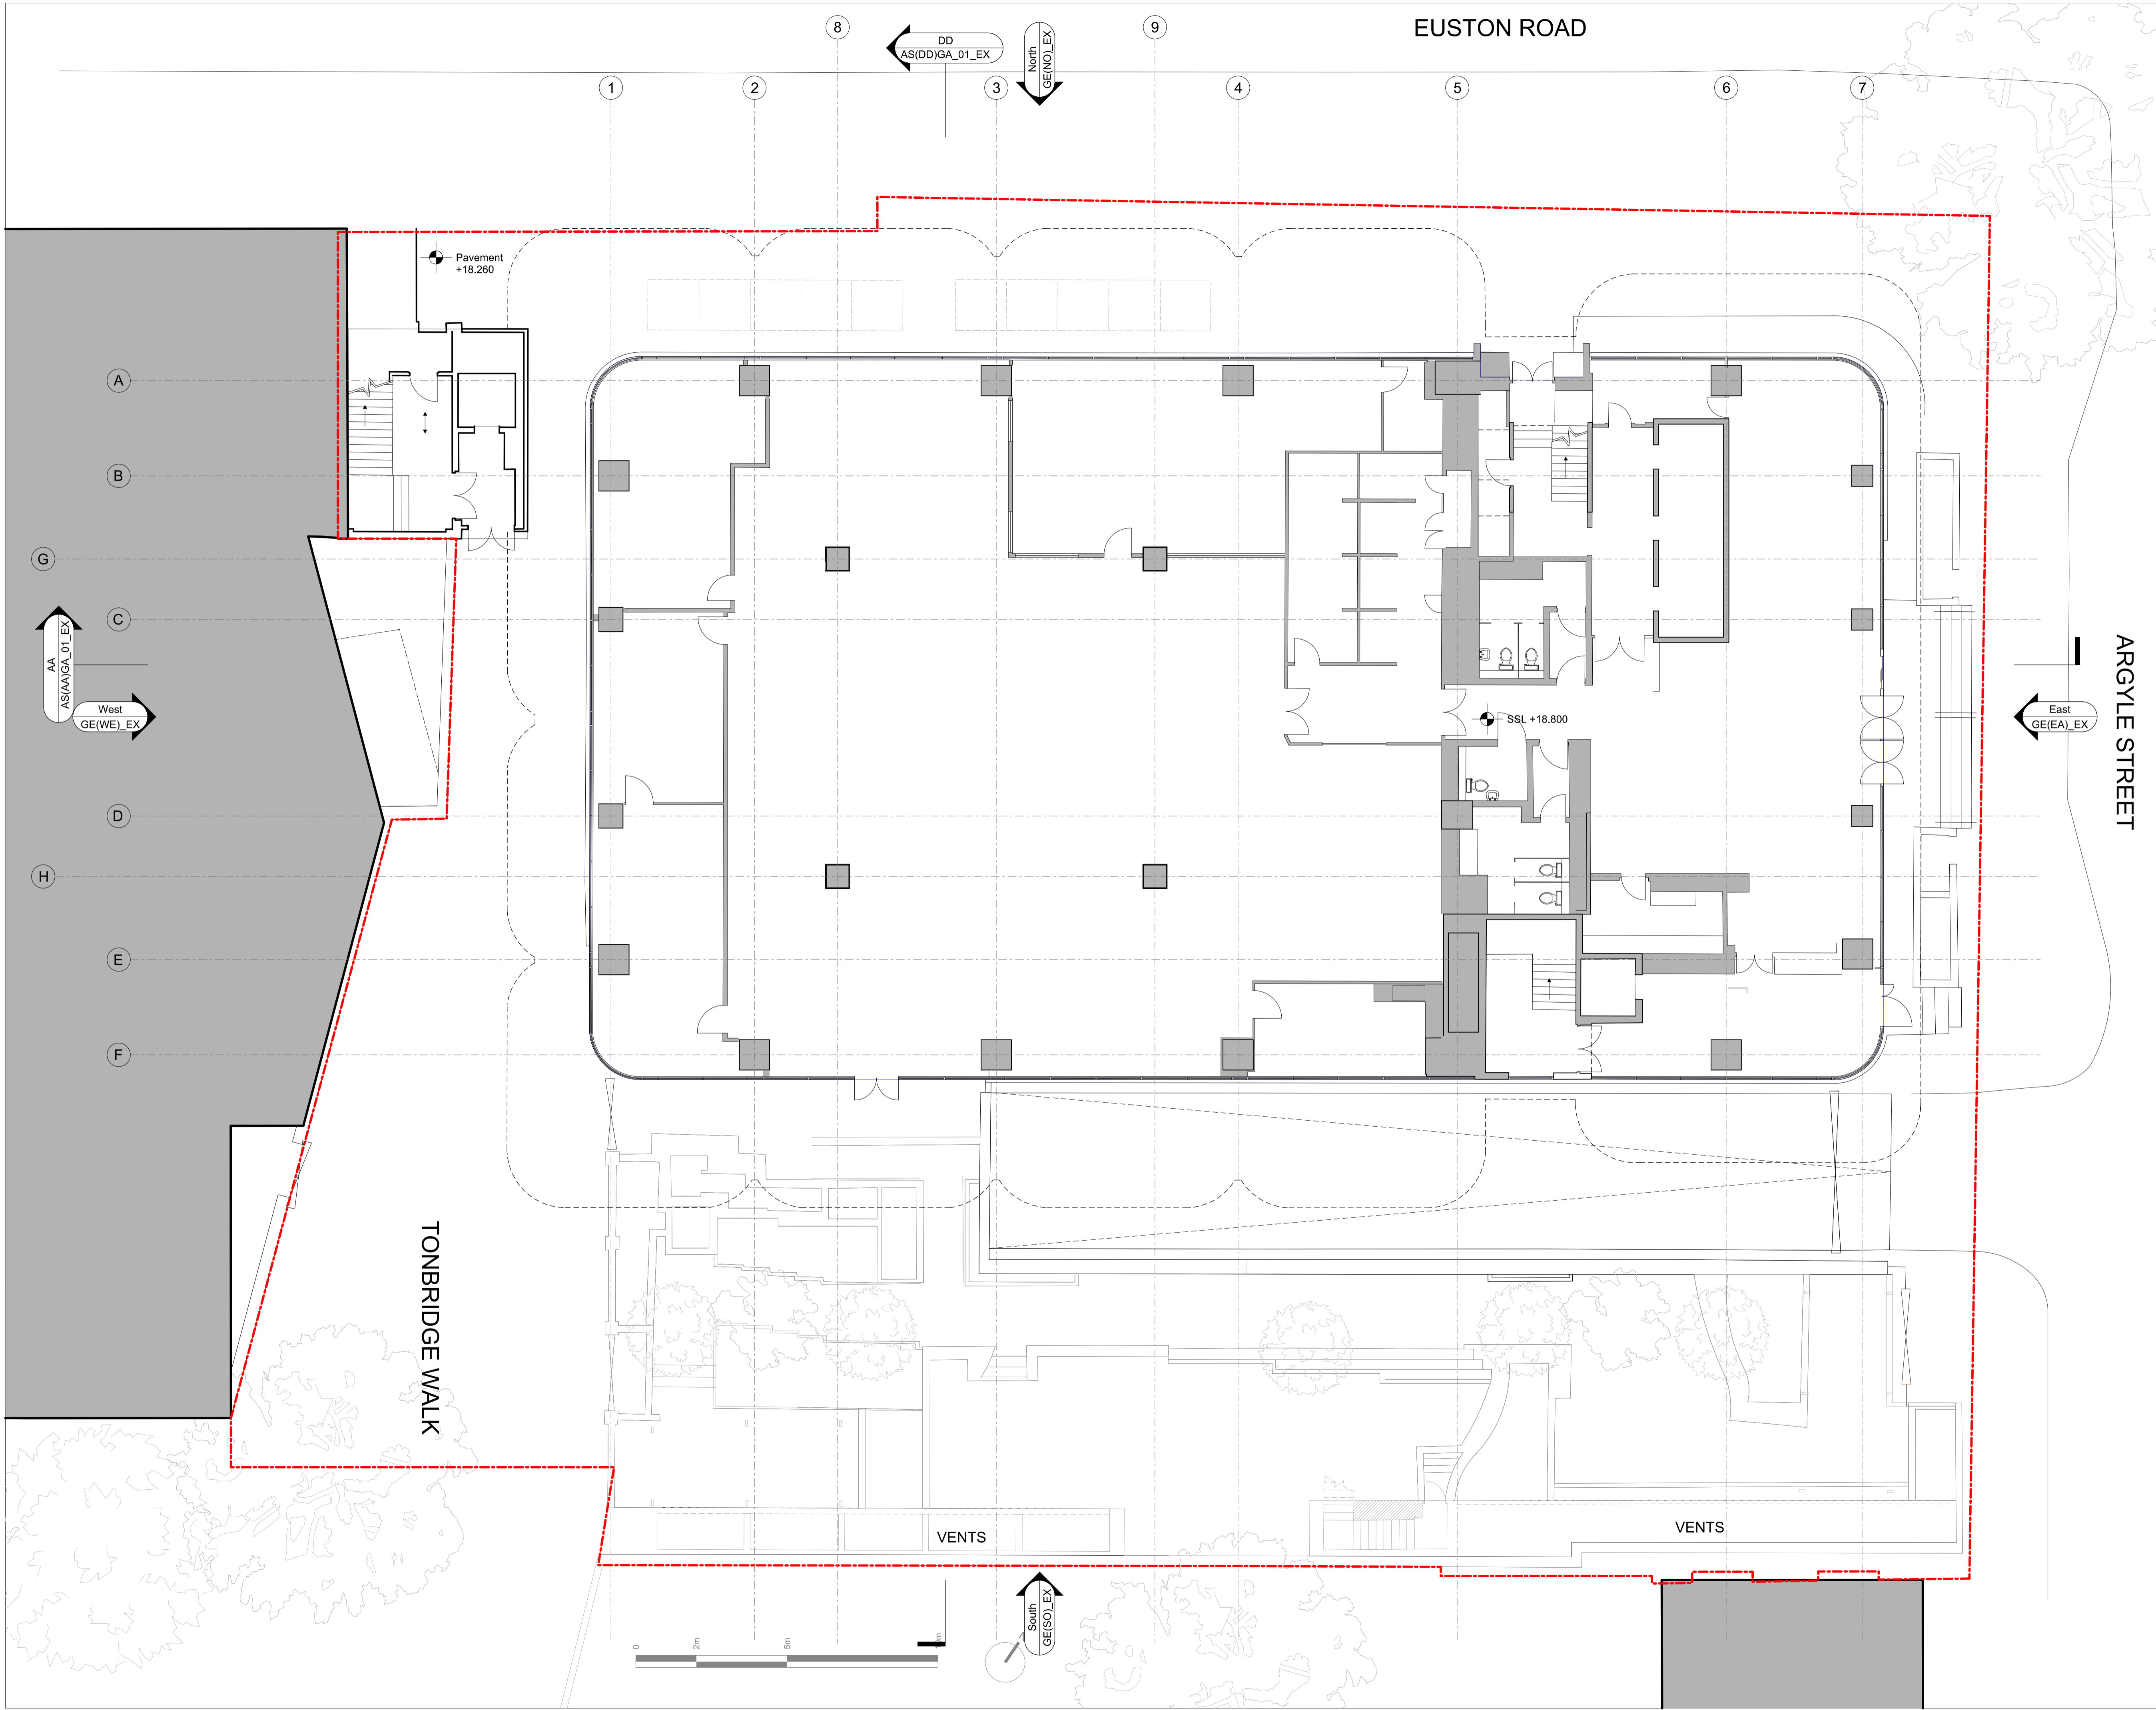 EUSTON ROAD
8
9
DD
AS(DD)GA_01_EX
North
GE(NO)_EX
1
2
3
4
5
6
7
Pavement
+18.260
A
B
G
C
AA
AS(AA)GA_01_EX
West
GE(WE)_EX
SSL +18.800
East
GE(EA)_EX
ARGYLE STREET
D
H
E
F
TONBRIDGE WALK
VENTS
VENTS
South
GE(SO)_EX
0
2m
5m